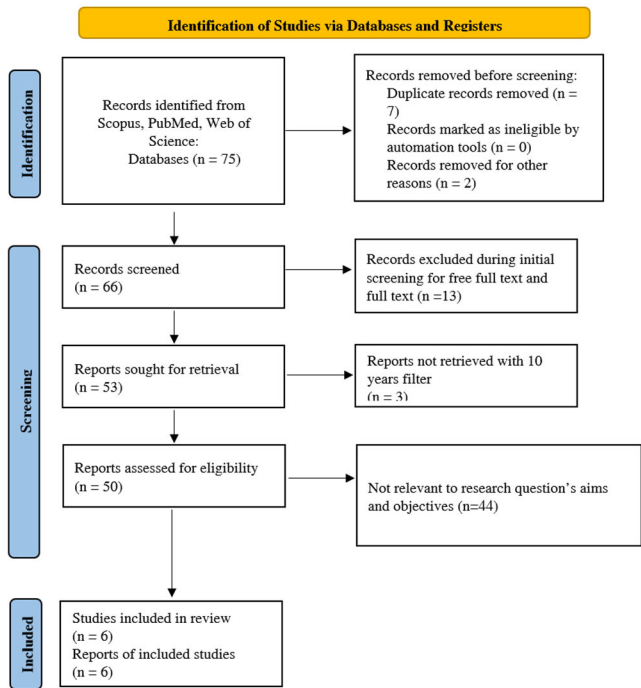 Identification of Studies via Databases and Registers
Identification
Records identified from
Scopus, PubMed, Web of
Science:
Databases (n = 75)
Records removed before screening:
Duplicate records removed (n =
7)
Records marked as ineligible by
automation tools (n = 0)
Records removed for other
reasons (n = 2)
Screening
Records screened
(n = 66)
Records excluded during initial
screening for free full text and
full text (n =13)
Reports sought for retrieval
(n = 53)
Reports not retrieved with 10
years filter
(n = 3)
Reports assessed for eligibility
(n = 50)
Not relevant to research question’s aims
and objectives (n=44)
Included
Studies included in review
(n = 6)
Reports of included studies
(n = 6)